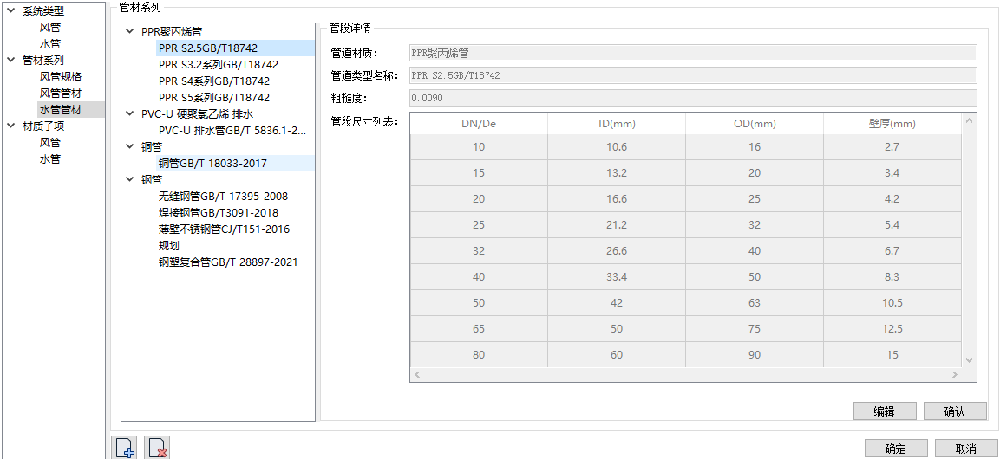 系统类型
风管
水管
管材系列
风管规格
风管管材
水管管材
材质子项
风管
水管
管材系列
PPR聚丙烯管
PPR S2.5GB/T18742
PPR S3.2系列GB/T18742
PPR S4系列GB/T18742
PPR S5系列GB/T18742
PVC-U 硬聚氯乙烯 排水
PVC-U 排水管GB/T 5836.1-2...
铜管
铜管GB/T 18033-2017
钢管
无缝钢管GB/T 17395-2008
焊接钢管GB/T3091-2018
薄壁不锈钢管CJ/T151-2016
规划
钢塑复合管GB/T 28897-2021
管段详情
管道材质： PPR聚丙烯管
管道类型名称： PPR S2.5GB/T18742
粗糙度： 0.0090
管段尺寸列表：
DN/De ID(mm) OD(mm) 壁厚(mm)
10 10.6 16 2.7
15 13.2 20 3.4
20 16.6 25 4.2
25 21.2 32 5.4
32 26.6 40 6.7
40 33.4 50 8.3
50 42 63 10.5
65 50 75 12.5
80 60 90 15
编辑 确认
确定 取消